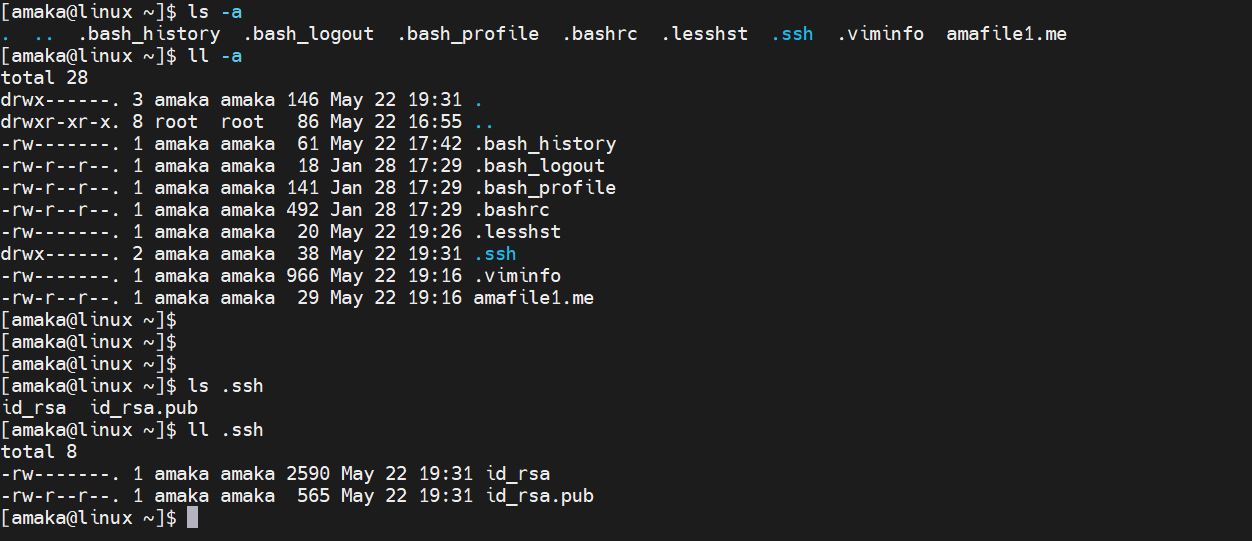 [amaka@linux ~]$ ls -a
.  ..  .bash_history  .bash_logout  .bash_profile  .bashrc  .lesshst  .ssh  .viminfo  amafile1.me
[amaka@linux ~]$ ll -a
total 28
drwx------. 3 amaka amaka 146 May 22 19:31 .
drwxr-xr-x. 8 root  root   86 May 22 16:55 ..
-rw-------. 1 amaka amaka  61 May 22 17:42 .bash_history
-rw-r--r--. 1 amaka amaka  18 Jan 28 17:29 .bash_logout
-rw-r--r--. 1 amaka amaka 141 Jan 28 17:29 .bash_profile
-rw-r--r--. 1 amaka amaka 492 Jan 28 17:29 .bashrc
-rw-------. 1 amaka amaka  20 May 22 19:26 .lesshst
drwx------. 2 amaka amaka  38 May 22 19:31 .ssh
-rw-------. 1 amaka amaka 966 May 22 19:16 .viminfo
-rw-r--r--. 1 amaka amaka  29 May 22 19:16 amafile1.me
[amaka@linux ~]$
[amaka@linux ~]$
[amaka@linux ~]$
[amaka@linux ~]$ ls .ssh
id_rsa  id_rsa.pub
[amaka@linux ~]$ ll .ssh
total 8
-rw-------. 1 amaka amaka 2590 May 22 19:31 id_rsa
-rw-r--r--. 1 amaka amaka  565 May 22 19:31 id_rsa.pub
[amaka@linux ~]$